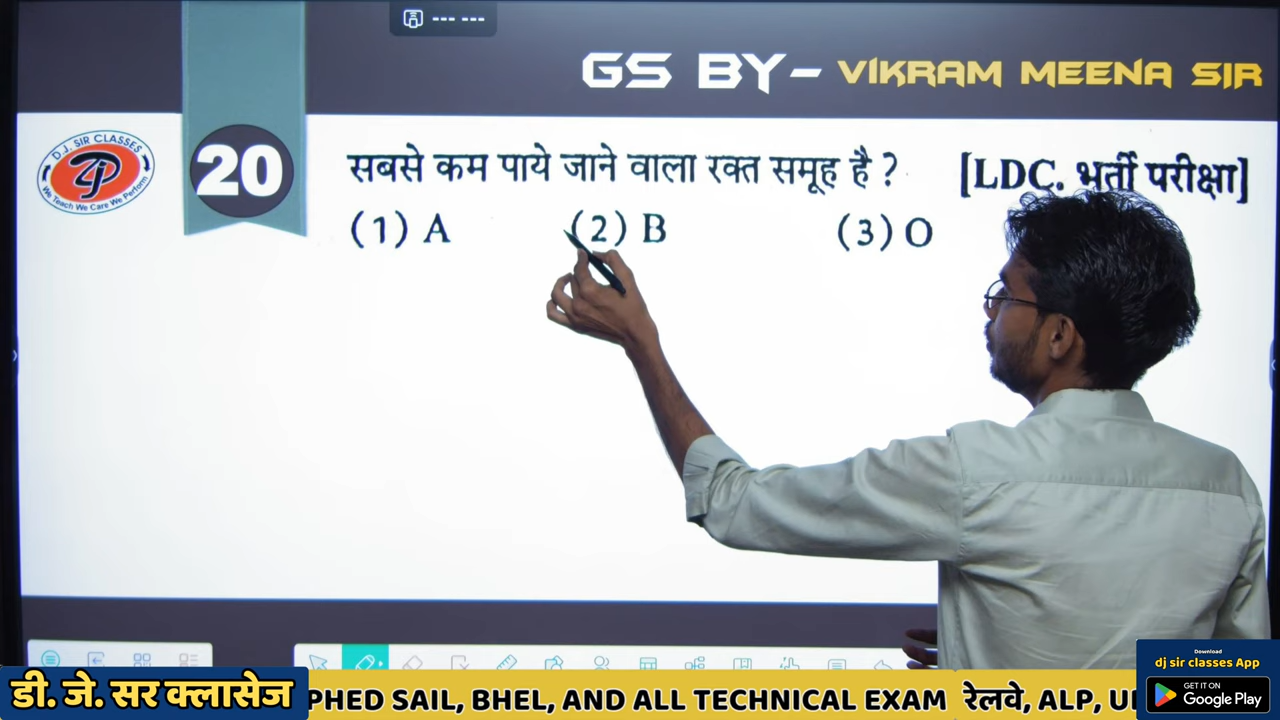 --- ---
GS BY- VIKRAM MEENA SIR
D.J. SIR CLASSES
We Teach We Care We Perform
20
सबसे कम पाये जाने वाला रक्त समूह है ? [LDC. भर्ती परीक्षा]
(1) A (2) B (3) O
Download
dj sir classes App
GET IT ON
Google Play
डी. जे. सर क्लासेज
PHED SAIL, BHEL, AND ALL TECHNICAL EXAM रेलवे, ALP,